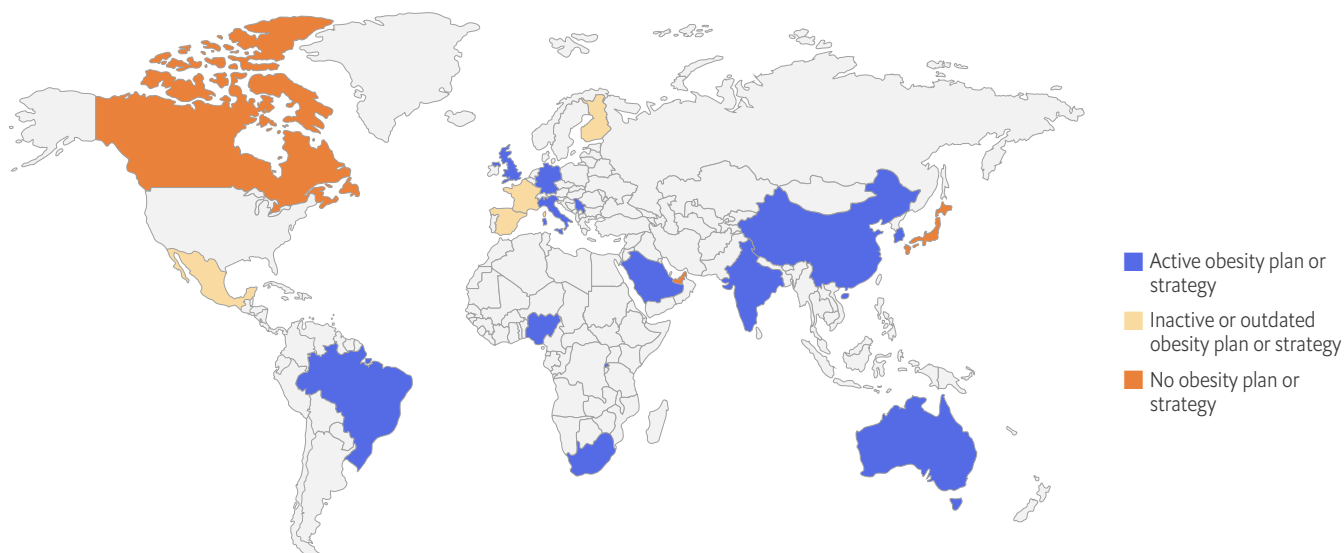 Active obesity plan or
strategy
Inactive or outdated
obesity plan or strategy
No obesity plan or
strategy